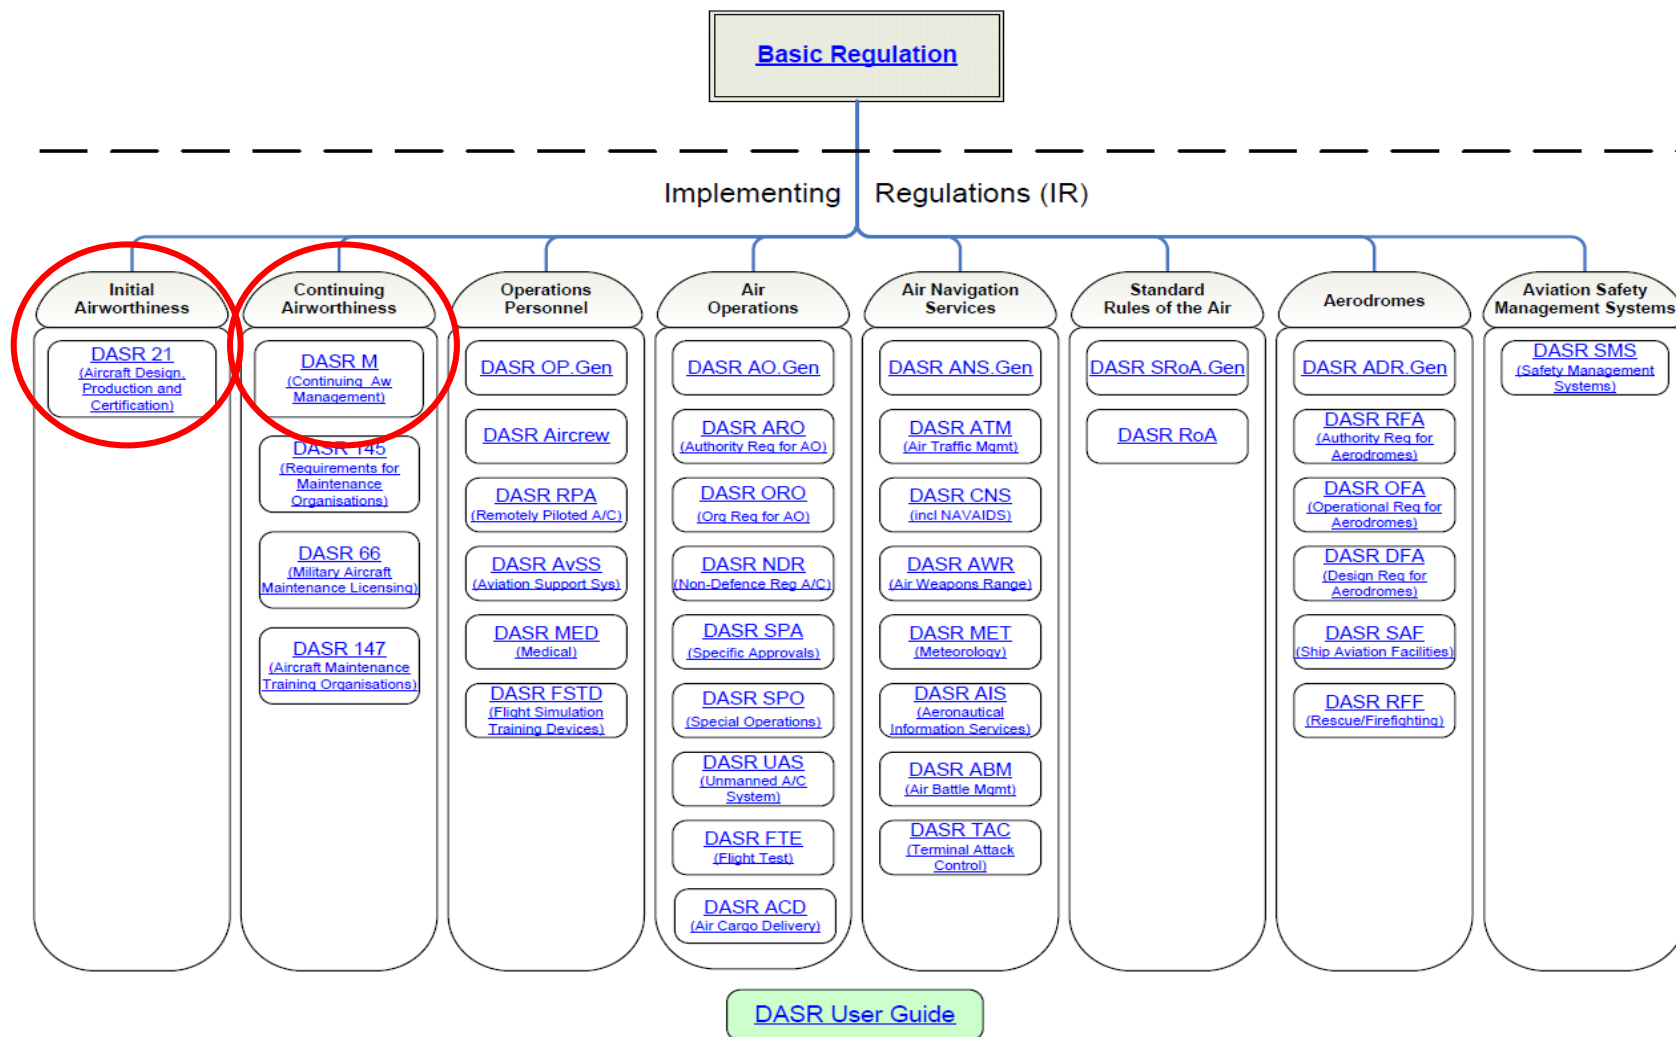 Basic Regulation
Implementing Regulations (IR)
Initial
Airworthiness
DASR 21
(Aircraft Design,
Production and
Certification)
Continuing
Airworthiness
DASR M
(Continuing Aw
Management)
DASR 145
(Requirements for
Maintenance
Organisations)
DASR 66
(Military Aircraft
Maintenance Licensing)
DASR 147
(Aircraft Maintenance
Training Organisations)
Operations
Personnel
DASR OP.Gen
DASR Aircrew
DASR RPA
(Remotely Piloted A/C)
DASR AvSS
(Aviation Support Sys)
DASR MED
(Medical)
DASR FSTD
(Flight Simulation
Training Devices)
Air
Operations
DASR AO.Gen
DASR ARO
(Authority Req for AO)
DASR ORO
(Org Req for AO)
DASR NDR
(Non-Defence Reg A/C)
DASR SPA
(Specific Approvals)
DASR SPO
(Special Operations)
DASR UAS
(Unmanned A/C
System)
DASR FTE
(Flight Test)
DASR ACD
(Air Cargo Delivery)
Air Navigation
Services
DASR ANS.Gen
DASR ATM
(Air Traffic Mgmt)
DASR CNS
(incl NAVAIDS)
DASR AWR
(Air Weapons Range)
DASR MET
(Meteorology)
DASR AIS
(Aeronautical
Information Services)
DASR ABM
(Air Battle Mgmt)
DASR TAC
(Terminal Attack
Control)
Standard
Rules of the Air
DASR SRoA.Gen
DASR RoA
Aerodromes
DASR ADR.Gen
DASR RFA
(Authority Req for
Aerodromes)
DASR OFA
(Operational Req for
Aerodromes)
DASR DFA
(Design Req for
Aerodromes)
DASR SAF
(Ship Aviation Facilities)
DASR RFF
(Rescue/Firefighting)
Aviation Safety
Management Systems
DASR SMS
(Safety Management
Systems)
DASR User Guide